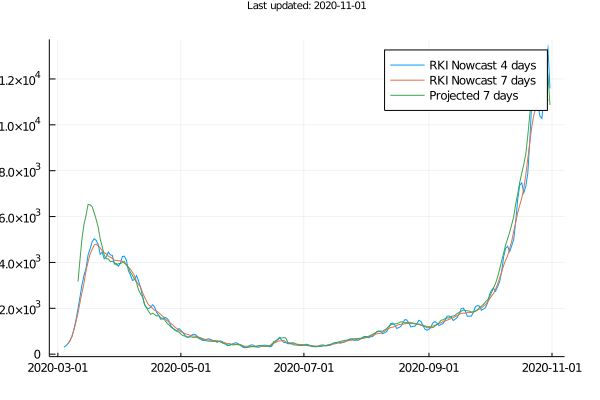 Last updated: 2020-11-01
RKI Nowcast 4 days
RKI Nowcast 7 days
Projected 7 days
1.2×10⁴
1.0×10⁴
8.0×10³
6.0×10³
4.0×10³
2.0×10³
0
2020-03-01 2020-05-01 2020-07-01 2020-09-01 2020-11-01